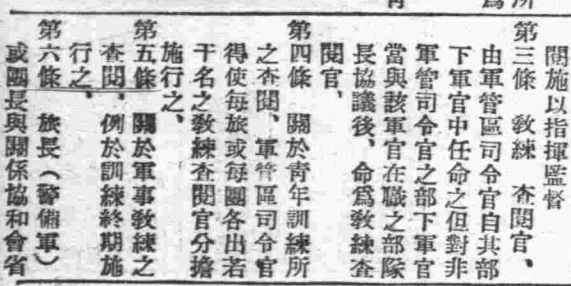 閱施以指揮監督
第三條　敎練　查閱官、
由軍管區司令官自其部
下軍官中任命之但對非
軍管司令官之部下軍官
當與該軍官在職之部隊
長協議後、命爲敎練查
閱官、
第四條　關於靑年訓練所
之查閱、軍管區司令官
得使每旅或每團各出若
干名之敎練查閱官分擔
施行之、
第五條　關於軍事敎練之
查閱、例於訓練終期施
行之、
第六條　旅長（警備軍）
或團長與關係協和會省